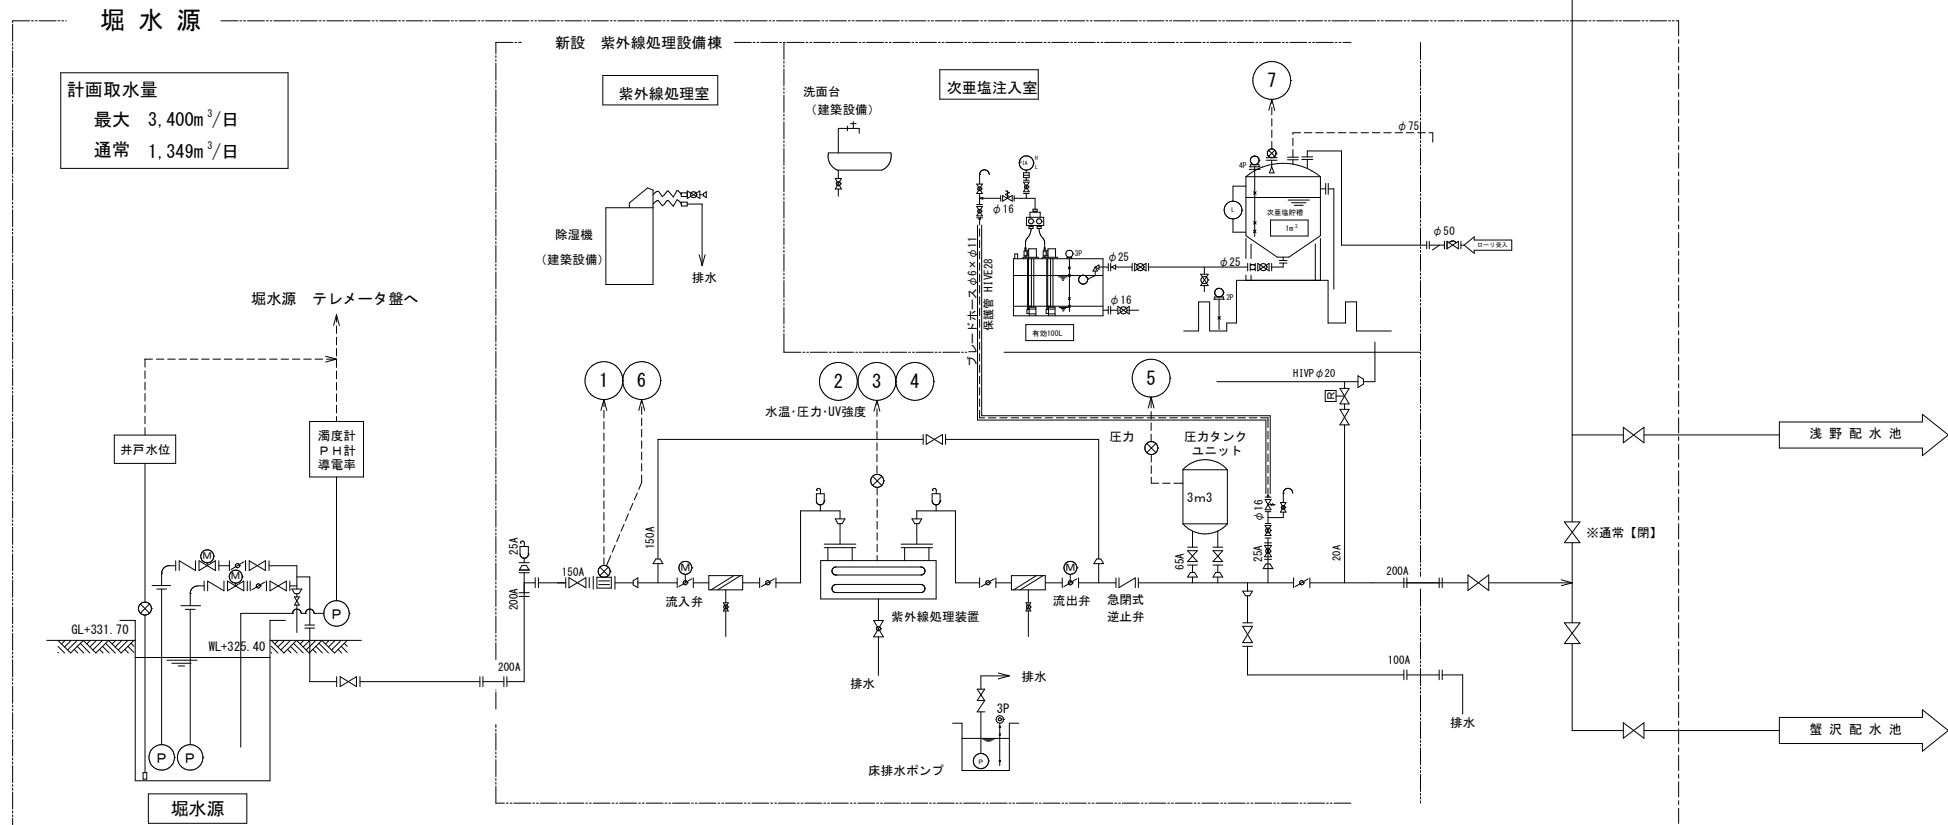 堀水源
計画取水量
最大 3,400m³/日
通常 1,349m³/日
新設 紫外線処理設備棟
紫外線処理室
洗面台
(建築設備)
次亜塩注入室
7
φ75
4P
H
L
φ16
除湿機
(建築設備)
排水
L
次亜塩貯槽
1m³
φ50
ローリ受入
3P
φ25
φ25
φ16
2P
有効100L
ブレードホースφ6×φ11
保護管 HIVE28
堀水源 テレメータ盤へ
1
6
2
3
4
水温・圧力・UV強度
5
HIVPφ20
R
井戸水位
濁度計
PH計
導電率
圧力
圧力タンク
ユニット
3m3
浅野配水池
※通常【閉】
M
M
P
GL+331.70
WL+325.40
P
P
堀水源
200A
25A
200A
150A
150A
M
流入弁
紫外線処理装置
排水
M
流出弁
急閉式
逆止弁
65A
φ16
25A
20A
200A
100A
排水
排水
3P
P
床排水ポンプ
蟹沢配水池